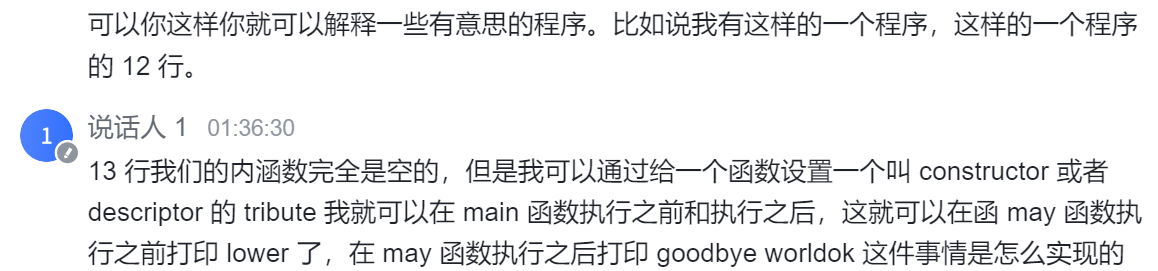 可以你这样你就可以解释一些有意思的程序。比如说我有这样的一个程序，这样的一个程序
的 12 行。
1 说话人 1 01:36:30
13 行我们的内涵数完全是空的，但是我可以通过给一个函数设置一个叫 constructor 或者
descriptor 的 tribute 我就可以在 main 函数执行之前和执行之后，这就可以在函 may 函数执
行之前打印 lower 了，在 may 函数执行之后打印 goodbye worldok 这件事情是怎么实现的